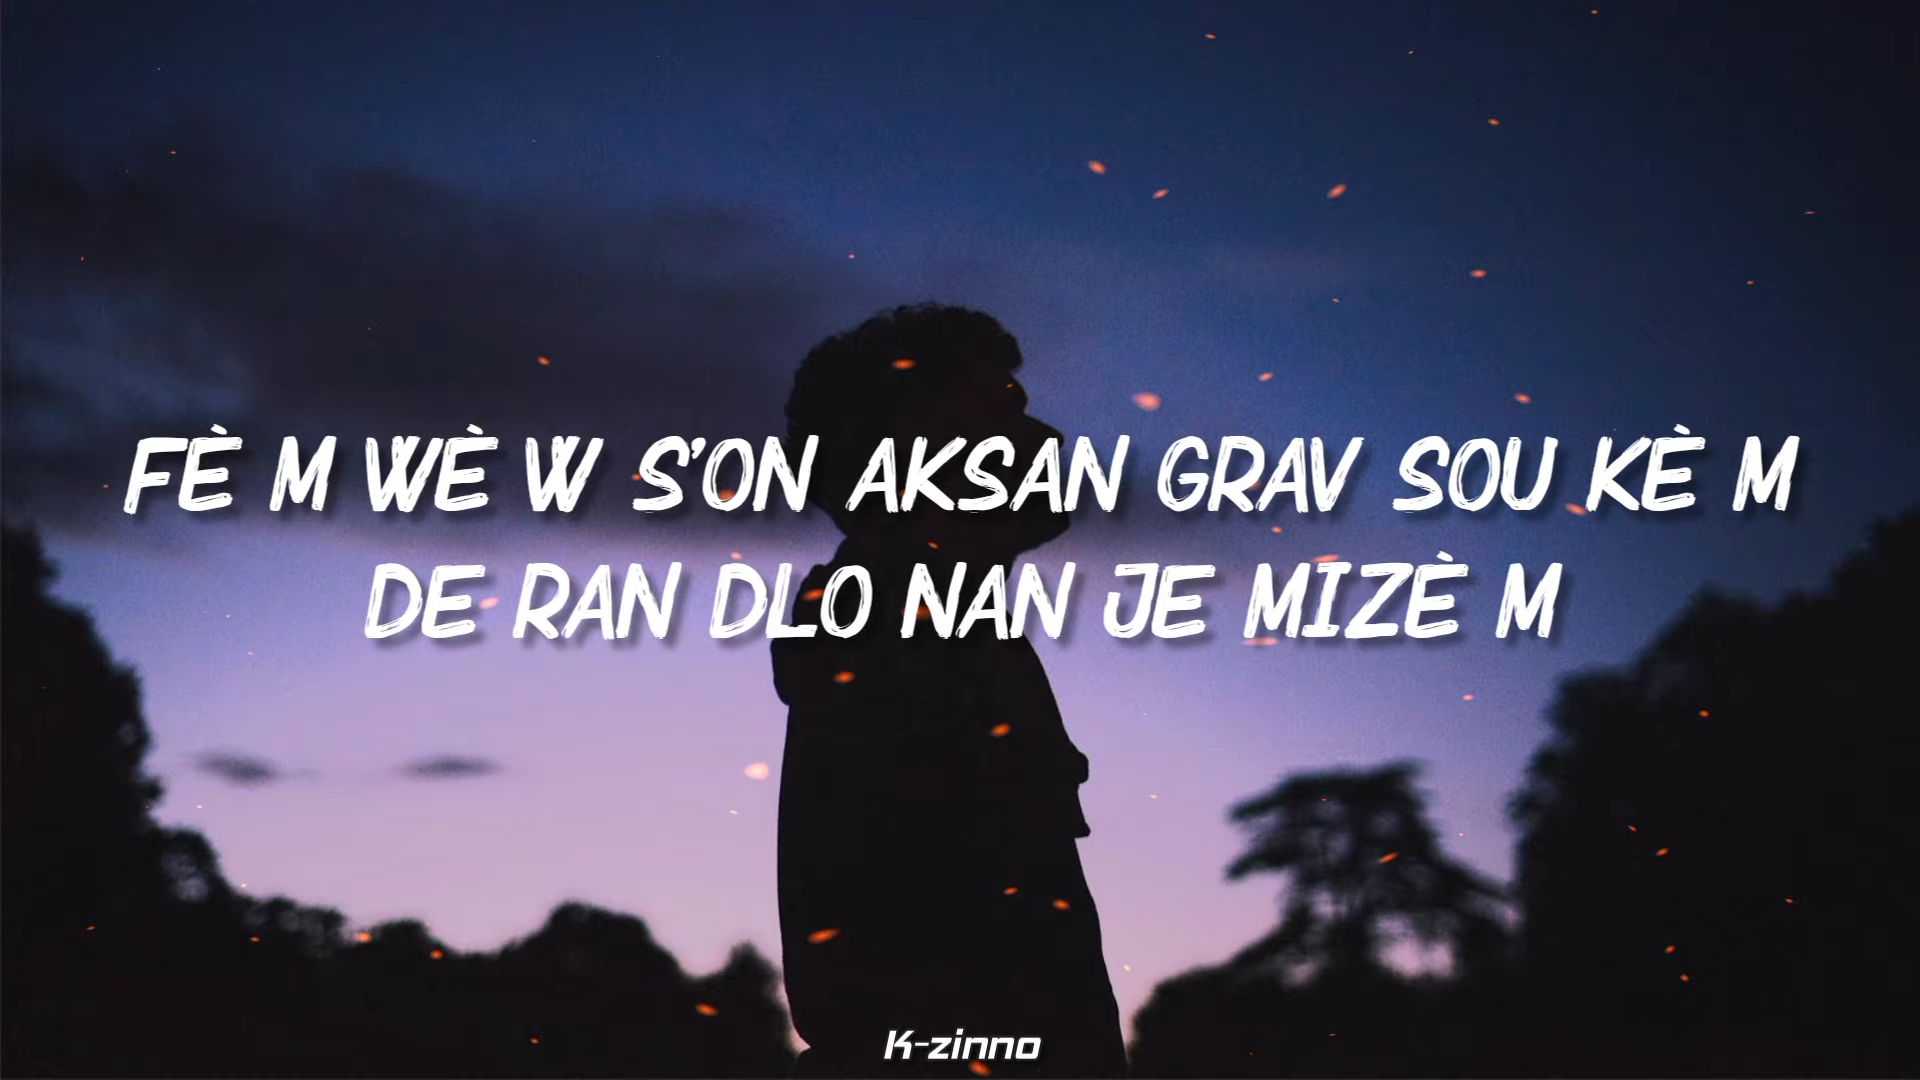 FÈ M WÈ W S'ON AKSAN GRAV SOU KÈ M
DE RAN DLO NAN JE MIZÈ M
K-zinno